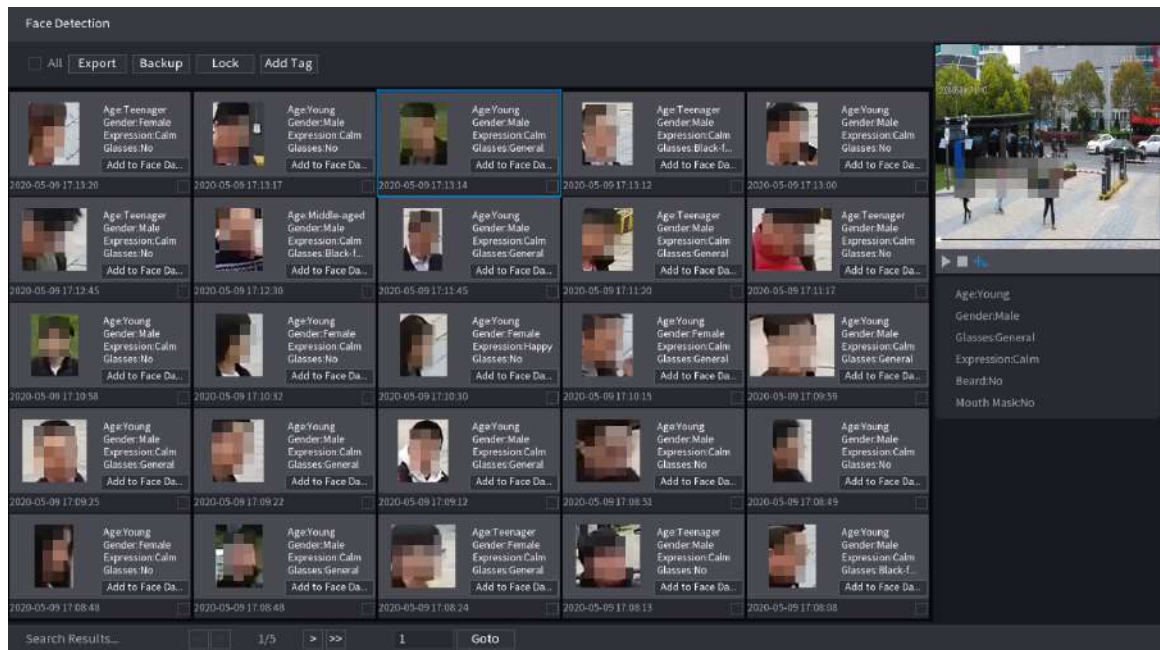 Face Detection
All Export Backup Lock Add Tag
Age:Teenager
Gender:Female
Expression:Calm
Glasses:No
Add to Face Da...
2020-05-09 17:13:20
Age:Young
Gender:Male
Expression:Calm
Glasses:No
Add to Face Da...
2020-05-09 17:13:17
Age:Young
Gender:Male
Expression:Calm
Glasses:General
Add to Face Da...
2020-05-09 17:13:14
Age:Teenager
Gender:Male
Expression:Calm
Glasses:Black-f...
Add to Face Da...
2020-05-09 17:13:12
Age:Young
Gender:Male
Expression:Calm
Glasses:No
Add to Face Da...
2020-05-09 17:13:00
Age:Teenager
Gender:Male
Expression:Calm
Glasses:No
Add to Face Da...
2020-05-09 17:12:45
Age:Middle-aged
Gender:Male
Expression:Calm
Glasses:Black-f...
Add to Face Da...
2020-05-09 17:12:30
Age:Young
Gender:Male
Expression:Calm
Glasses:No
Add to Face Da...
2020-05-09 17:11:45
Age:Teenager
Gender:Male
Expression:Calm
Glasses:No
Add to Face Da...
2020-05-09 17:11:20
Age:Teenager
Gender:Male
Expression:Calm
Glasses:No
Add to Face Da...
2020-05-09 17:11:17
Age:Young
Gender:Male
Expression:Calm
Glasses:No
Add to Face Da...
2020-05-09 17:10:58
Age:Young
Gender:Female
Expression:Calm
Glasses:No
Add to Face Da...
2020-05-09 17:10:32
Age:Young
Gender:Female
Expression:Happy
Glasses:No
Add to Face Da...
2020-05-09 17:10:30
Age:Young
Gender:Female
Expression:Calm
Glasses:General
Add to Face Da...
2020-05-09 17:10:15
Age:Young
Gender:Male
Expression:Calm
Glasses:General
Add to Face Da...
2020-05-09 17:09:59
Age:Young
Gender:Male
Expression:Calm
Glasses:General
Add to Face Da...
2020-05-09 17:09:25
Age:Young
Gender:Male
Expression:Calm
Glasses:General
Add to Face Da...
2020-05-09 17:09:22
Age:Young
Gender:Male
Expression:Calm
Glasses:General
Add to Face Da...
2020-05-09 17:09:12
Age:Young
Gender:Male
Expression:Calm
Glasses:No
Add to Face Da...
2020-05-09 17:08:51
Age:Young
Gender:Male
Expression:Calm
Glasses:No
Add to Face Da...
2020-05-09 17:08:49
Age:Young
Gender:Female
Expression:Calm
Glasses:No
Add to Face Da...
2020-05-09 17:08:48
Age:Young
Gender:Male
Expression:Calm
Glasses:General
Add to Face Da...
2020-05-09 17:08:48
Age:Teenager
Gender:Female
Expression:Calm
Glasses:General
Add to Face Da...
2020-05-09 17:08:24
Age:Teenager
Gender:Male
Expression:Calm
Glasses:No
Add to Face Da...
2020-05-09 17:08:13
Age:Young
Gender:Male
Expression:Calm
Glasses:Black-f...
Add to Face Da...
2020-05-09 17:08:08
Age:Young
Gender:Male
Glasses:General
Expression:Calm
Beard:No
Mouth Mask:No
Search Results... 1/5 > >> 1 Goto